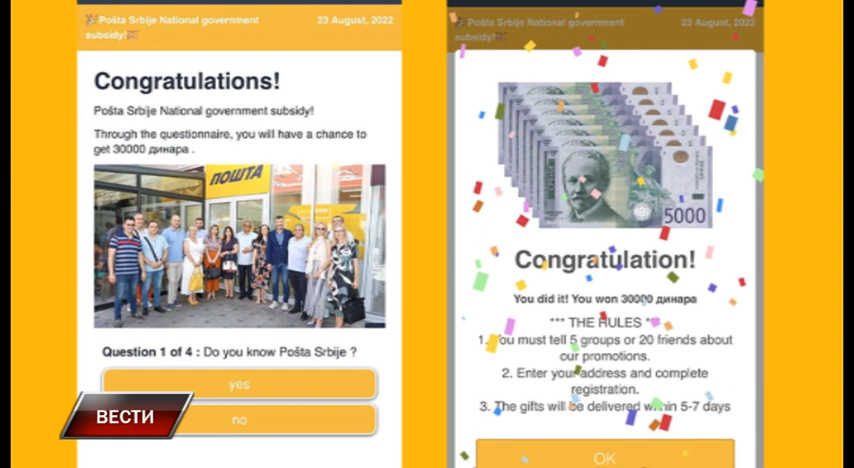 Pošta Srbije National government
subsidy!
23 August, 2022
Congratulations!
Pošta Srbije National government subsidy!
Through the questionnaire, you will have a chance to
get 30000 динара .
ПОШТА
Question 1 of 4 : Do you know Pošta Srbije ?
yes
no
ВЕСТИ
Pošta Srbije National government
subsidy!
23 August, 2022
5000
Congratulation!
You did it! You won 30000 динара
*** THE RULES **
1. You must tell 5 groups or 20 friends about
our promotions.
2. Enter your address and complete
registration.
3. The gifts will be delivered within 5-7 days
OK